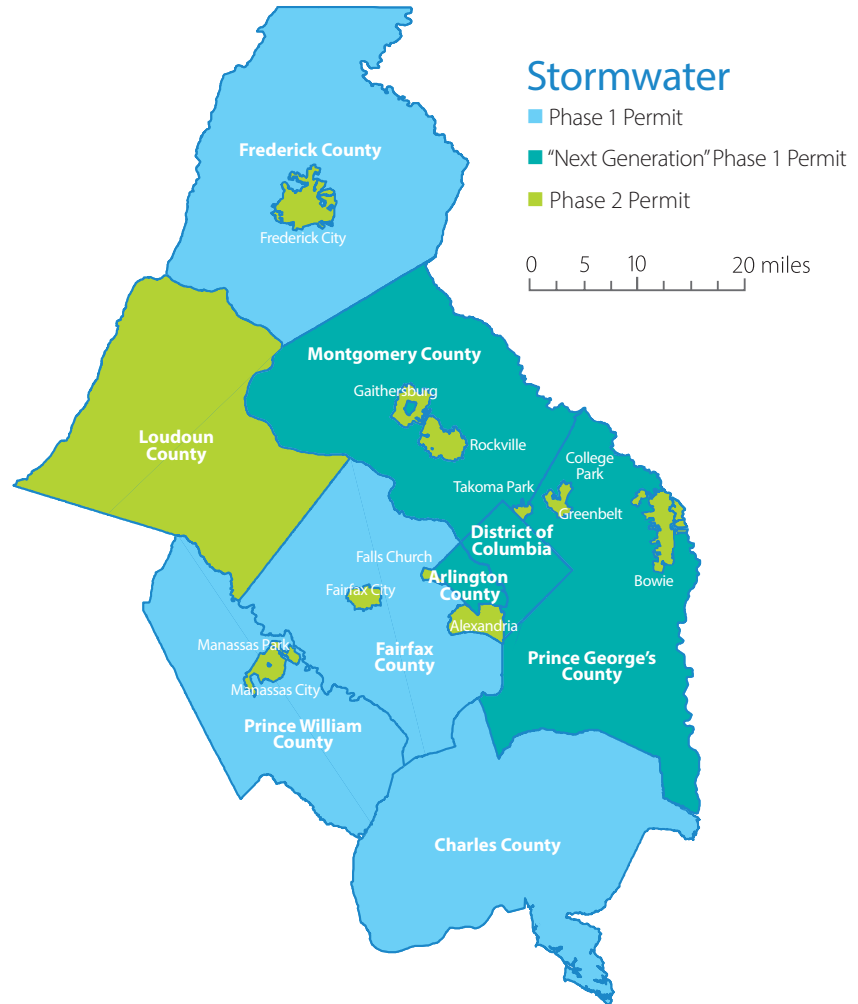 Stormwater
Phase 1 Permit
“Next Generation” Phase 1 Permit
Phase 2 Permit
0 5 10 20 miles
Frederick County
Frederick City
Montgomery County
Gaithersburg
Rockville
Loudoun
County
College
Park
Takoma Park
Greenbelt
District of
Columbia
Falls Church
Arlington
County
Bowie
Fairfax City
Alexandria
Manassas Park
Fairfax
County
Prince George’s
County
Manassas City
Prince William
County
Charles County